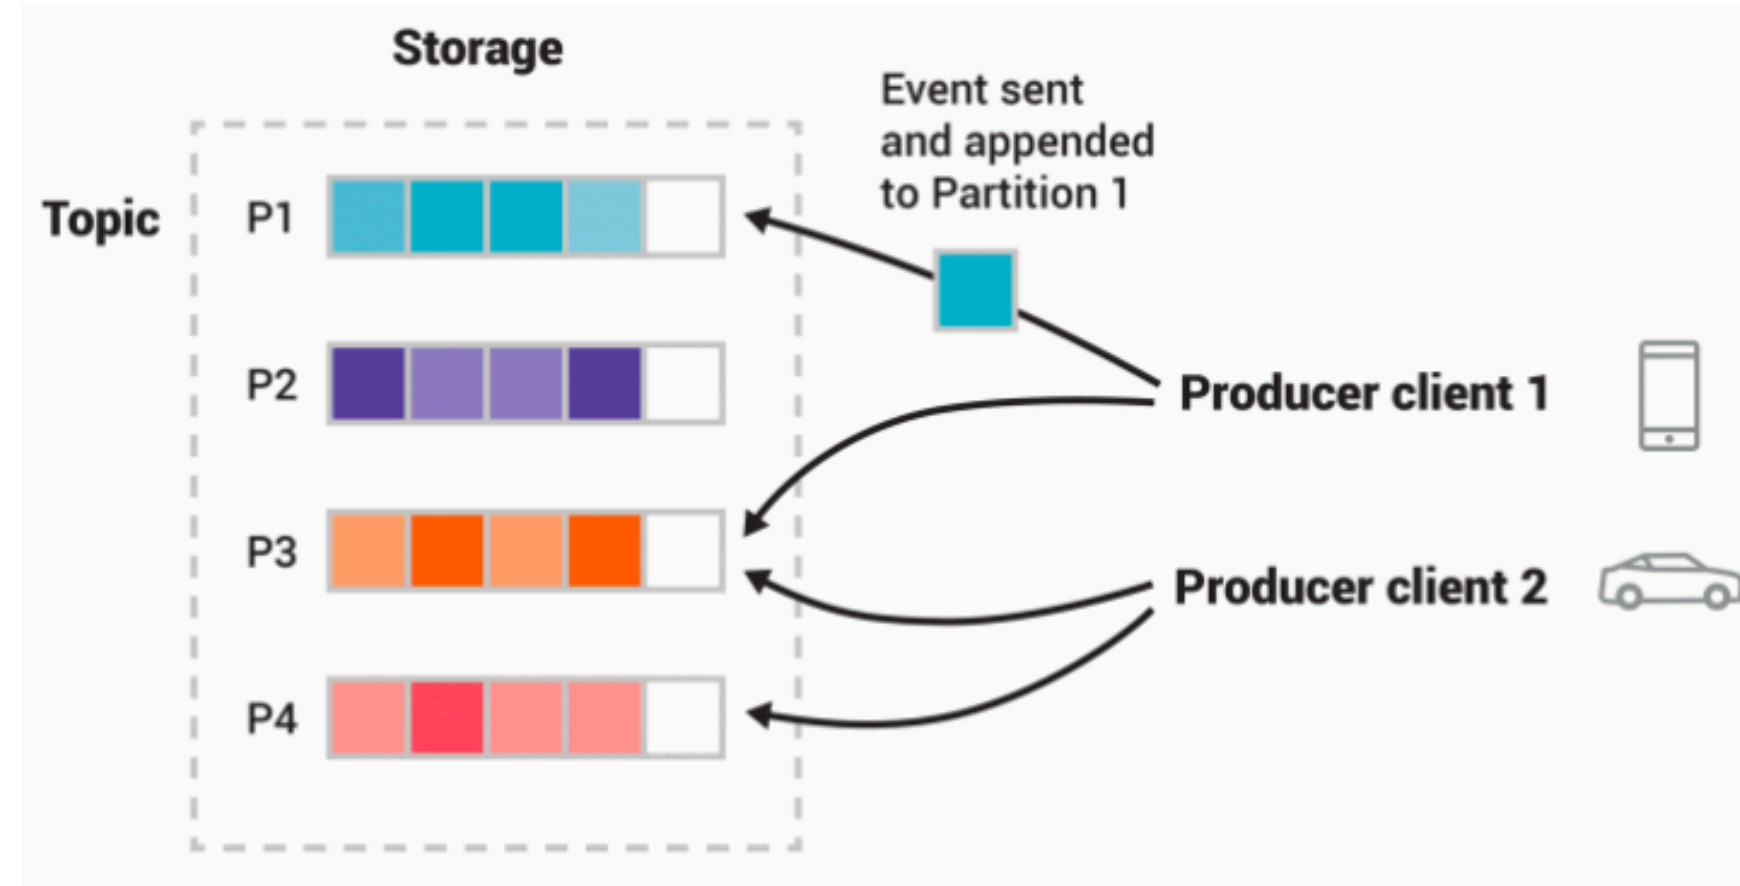 Storage
Event sent
and appended
to Partition 1
Topic
P1
P2
Producer client 1
P3
Producer client 2
P4